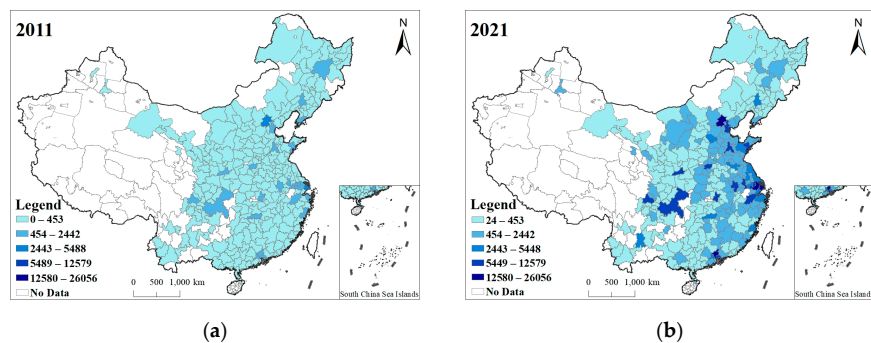 2011
N
Legend
0 – 453
454 – 2442
2443 – 5488
5489 – 12579
12580 – 26056
No Data
0 500 1,000 km
South China Sea Islands
(a)
2021
N
Legend
24 – 453
454 – 2442
2443 – 5448
5449 – 12579
12580 – 26056
No Data
0 500 1,000 km
South China Sea Islands
(b)